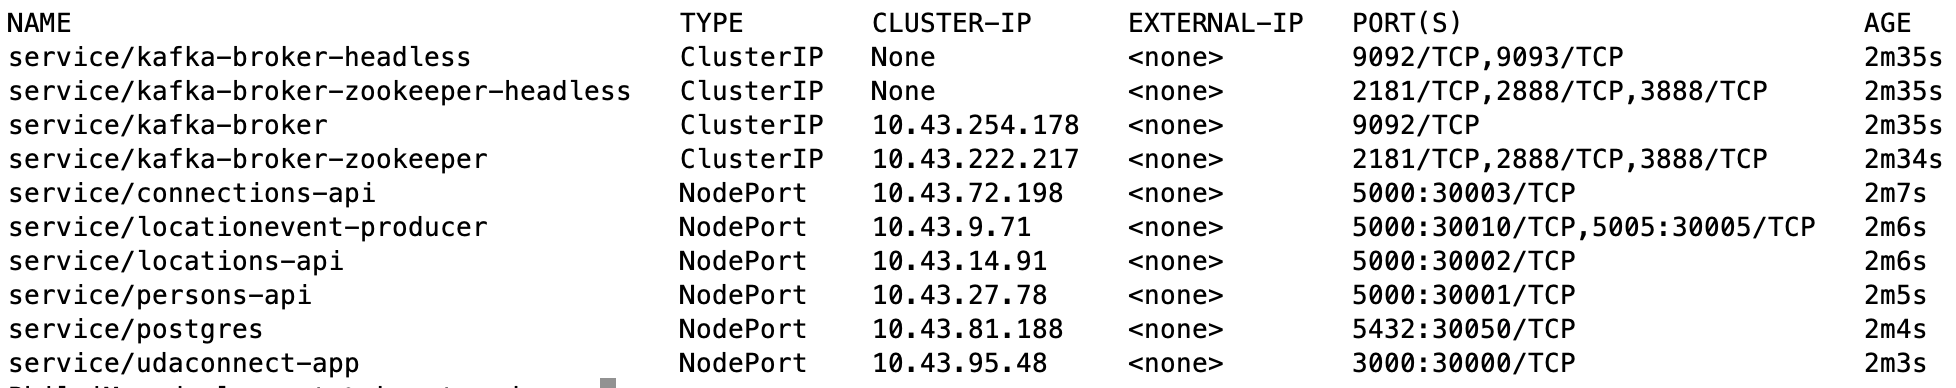 NAME TYPE CLUSTER-IP EXTERNAL-IP PORT(S) AGE
service/kafka-broker-headless ClusterIP None <none> 9092/TCP,9093/TCP 2m35s
service/kafka-broker-zookeeper-headless ClusterIP None <none> 2181/TCP,2888/TCP,3888/TCP 2m35s
service/kafka-broker ClusterIP 10.43.254.178 <none> 9092/TCP 2m35s
service/kafka-broker-zookeeper ClusterIP 10.43.222.217 <none> 2181/TCP,2888/TCP,3888/TCP 2m34s
service/connections-api NodePort 10.43.72.198 <none> 5000:30003/TCP 2m7s
service/locationevent-producer NodePort 10.43.9.71 <none> 5000:30010/TCP,5005:30005/TCP 2m6s
service/locations-api NodePort 10.43.14.91 <none> 5000:30002/TCP 2m6s
service/persons-api NodePort 10.43.27.78 <none> 5000:30001/TCP 2m5s
service/postgres NodePort 10.43.81.188 <none> 5432:30050/TCP 2m4s
service/udaconnect-app NodePort 10.43.95.48 <none> 3000:30000/TCP 2m3s